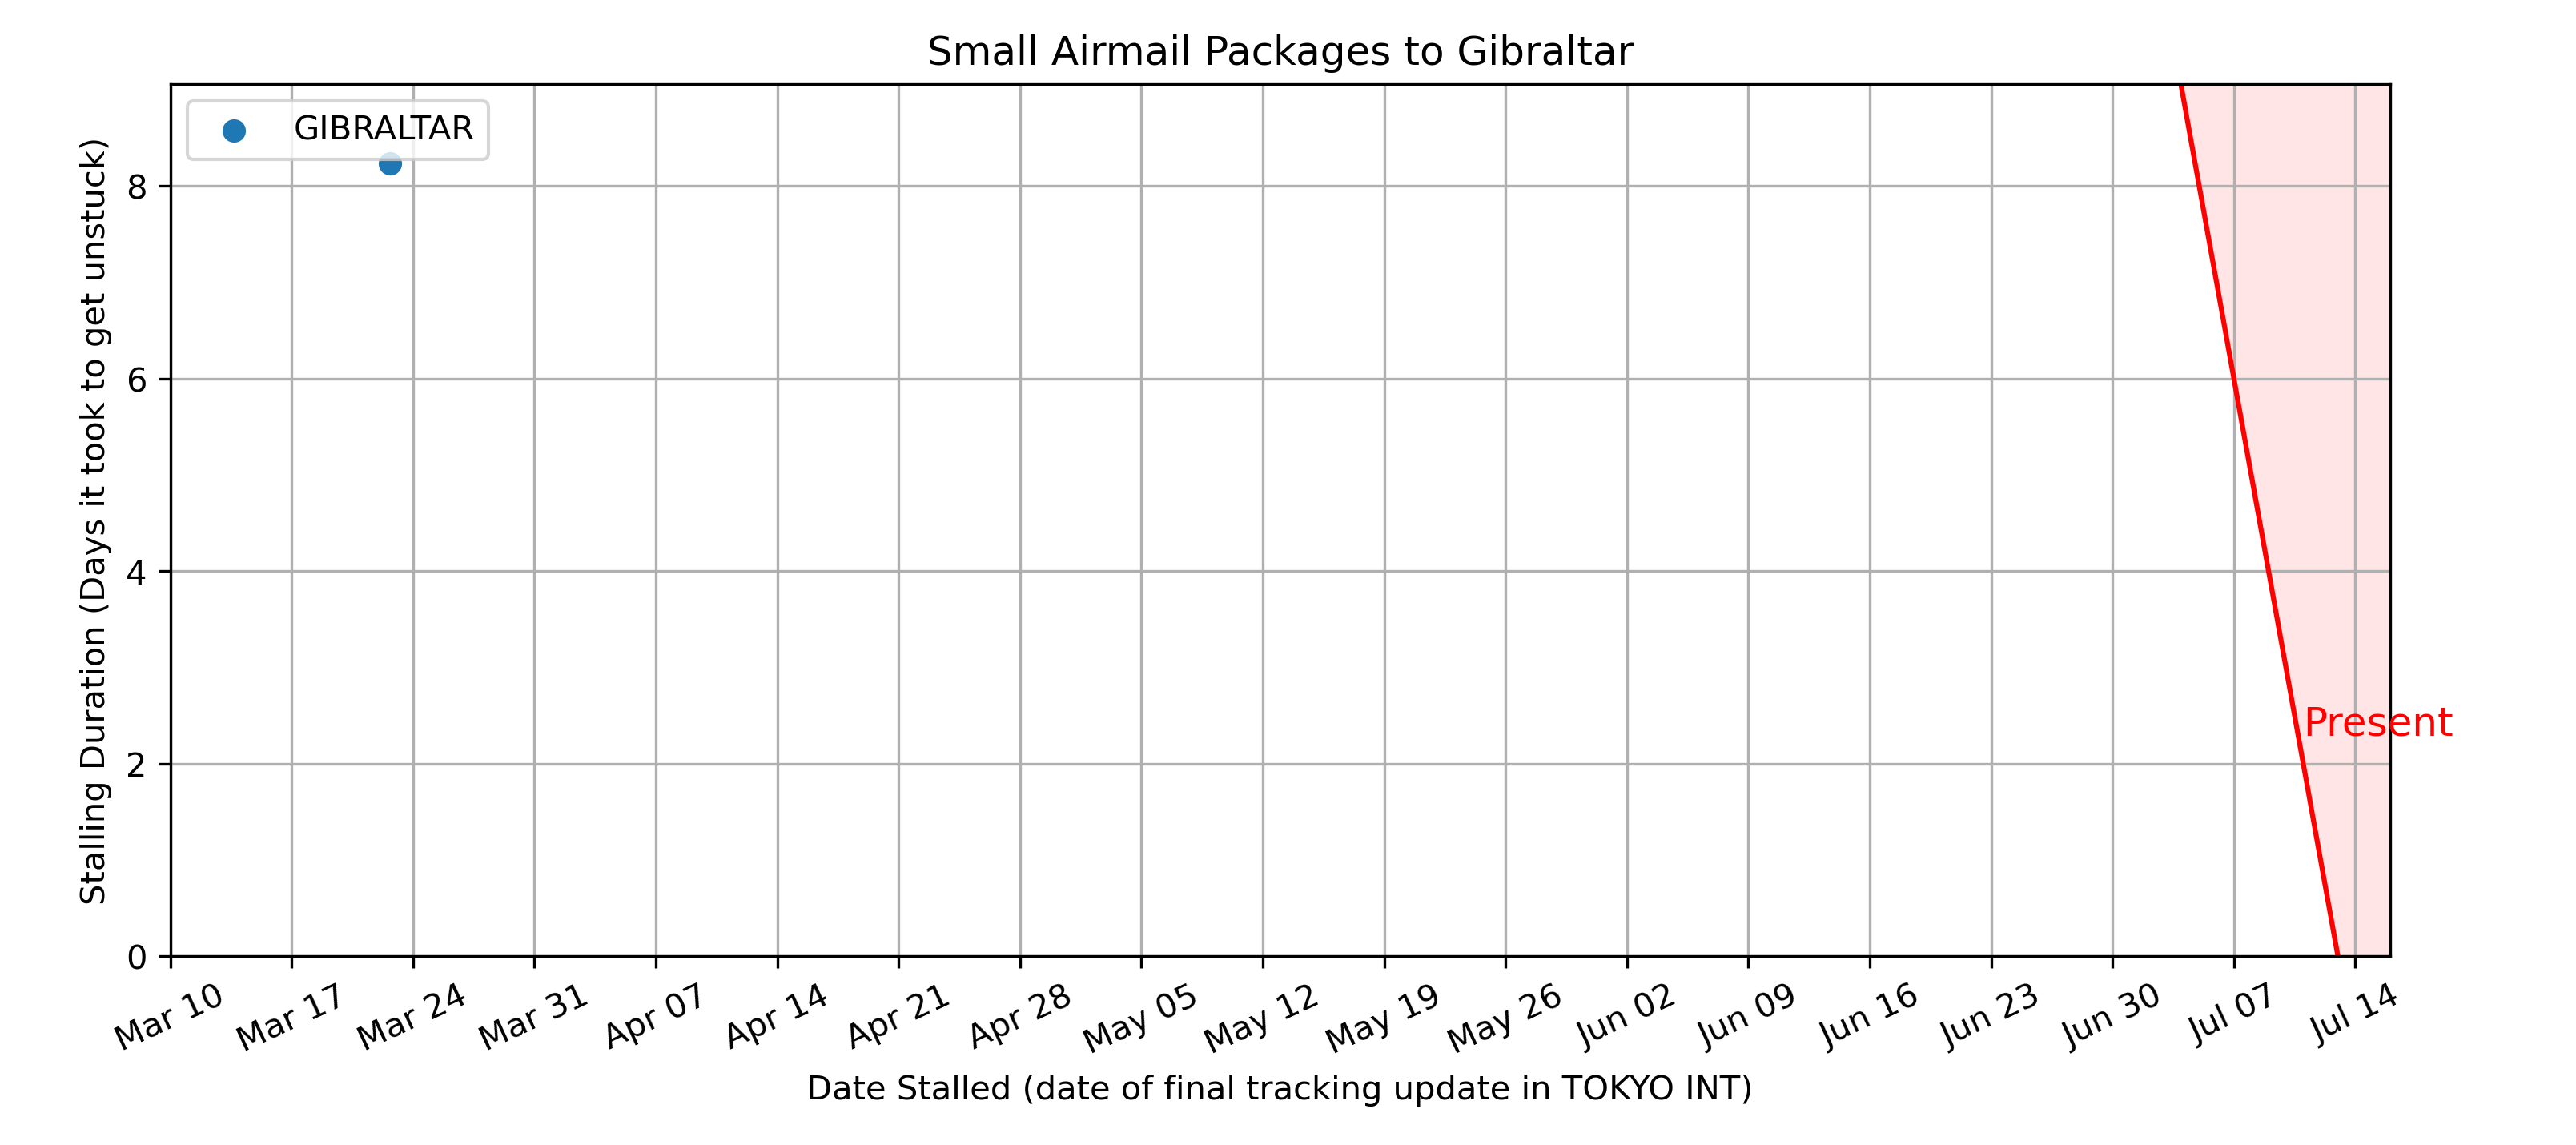 Small Airmail Packages to Gibraltar
GIBRALTAR
Stalling Duration (Days it took to get unstuck)
8
6
4
2
0
Present
Mar 10
Mar 17
Mar 24
Mar 31
Apr 07
Apr 14
Apr 21
Apr 28
May 05
May 12
May 19
May 26
Jun 02
Jun 09
Jun 16
Jun 23
Jun 30
Jul 07
Jul 14
Date Stalled (date of final tracking update in TOKYO INT)